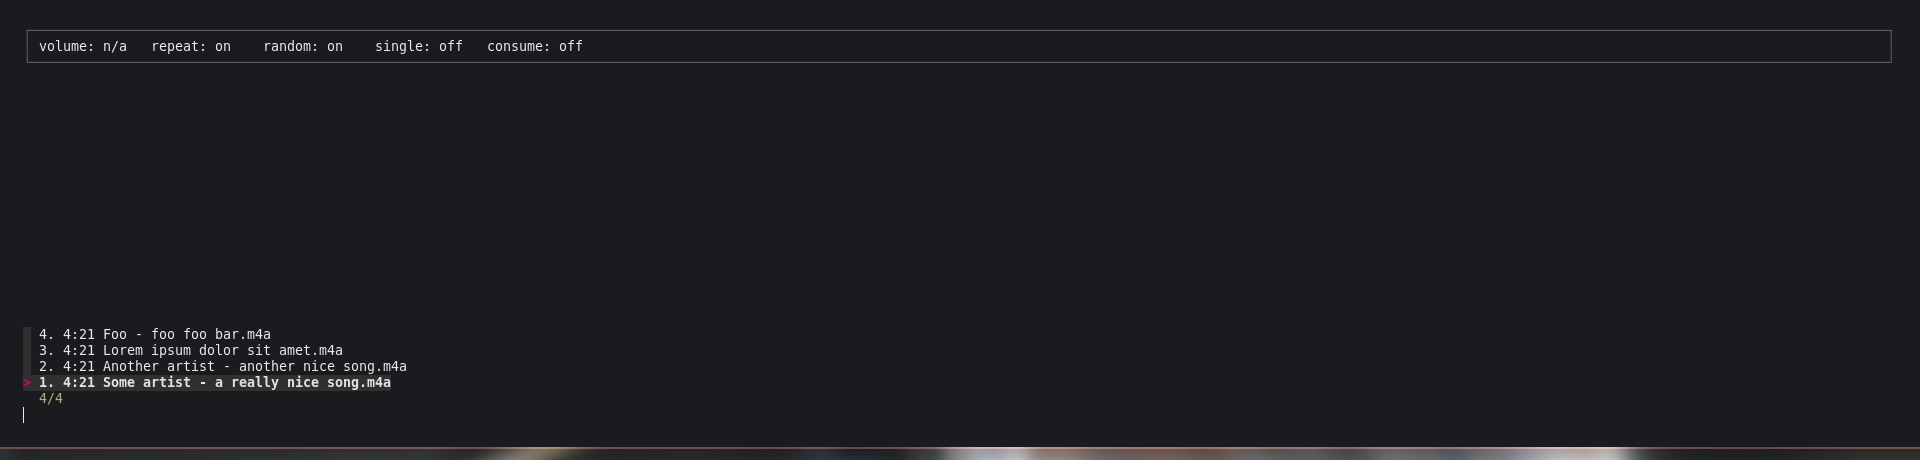 volume: n/a   repeat: on    random: on    single: off   consume: off
4. 4:21 Foo - foo foo bar.m4a
3. 4:21 Lorem ipsum dolor sit amet.m4a
2. 4:21 Another artist - another nice song.m4a
> 1. 4:21 Some artist - a really nice song.m4a
4/4